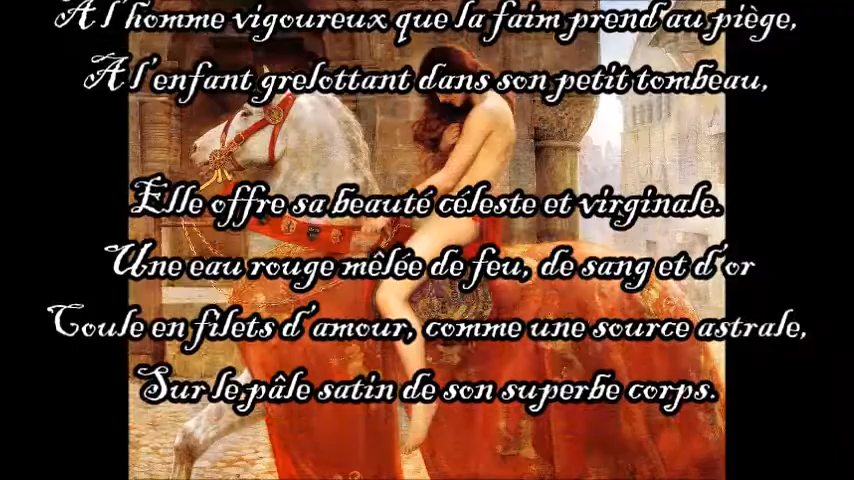 A l'homme vigoureux que la faim prend au piège,
A l'enfant grelottant dans son petit tombeau,
Elle offre sa beauté céleste et virginale.
Une eau rouge mêlée de feu, de sang et d'or
Coule en filets d'amour, comme une source astrale,
Sur le pâle satin de son superbe corps.